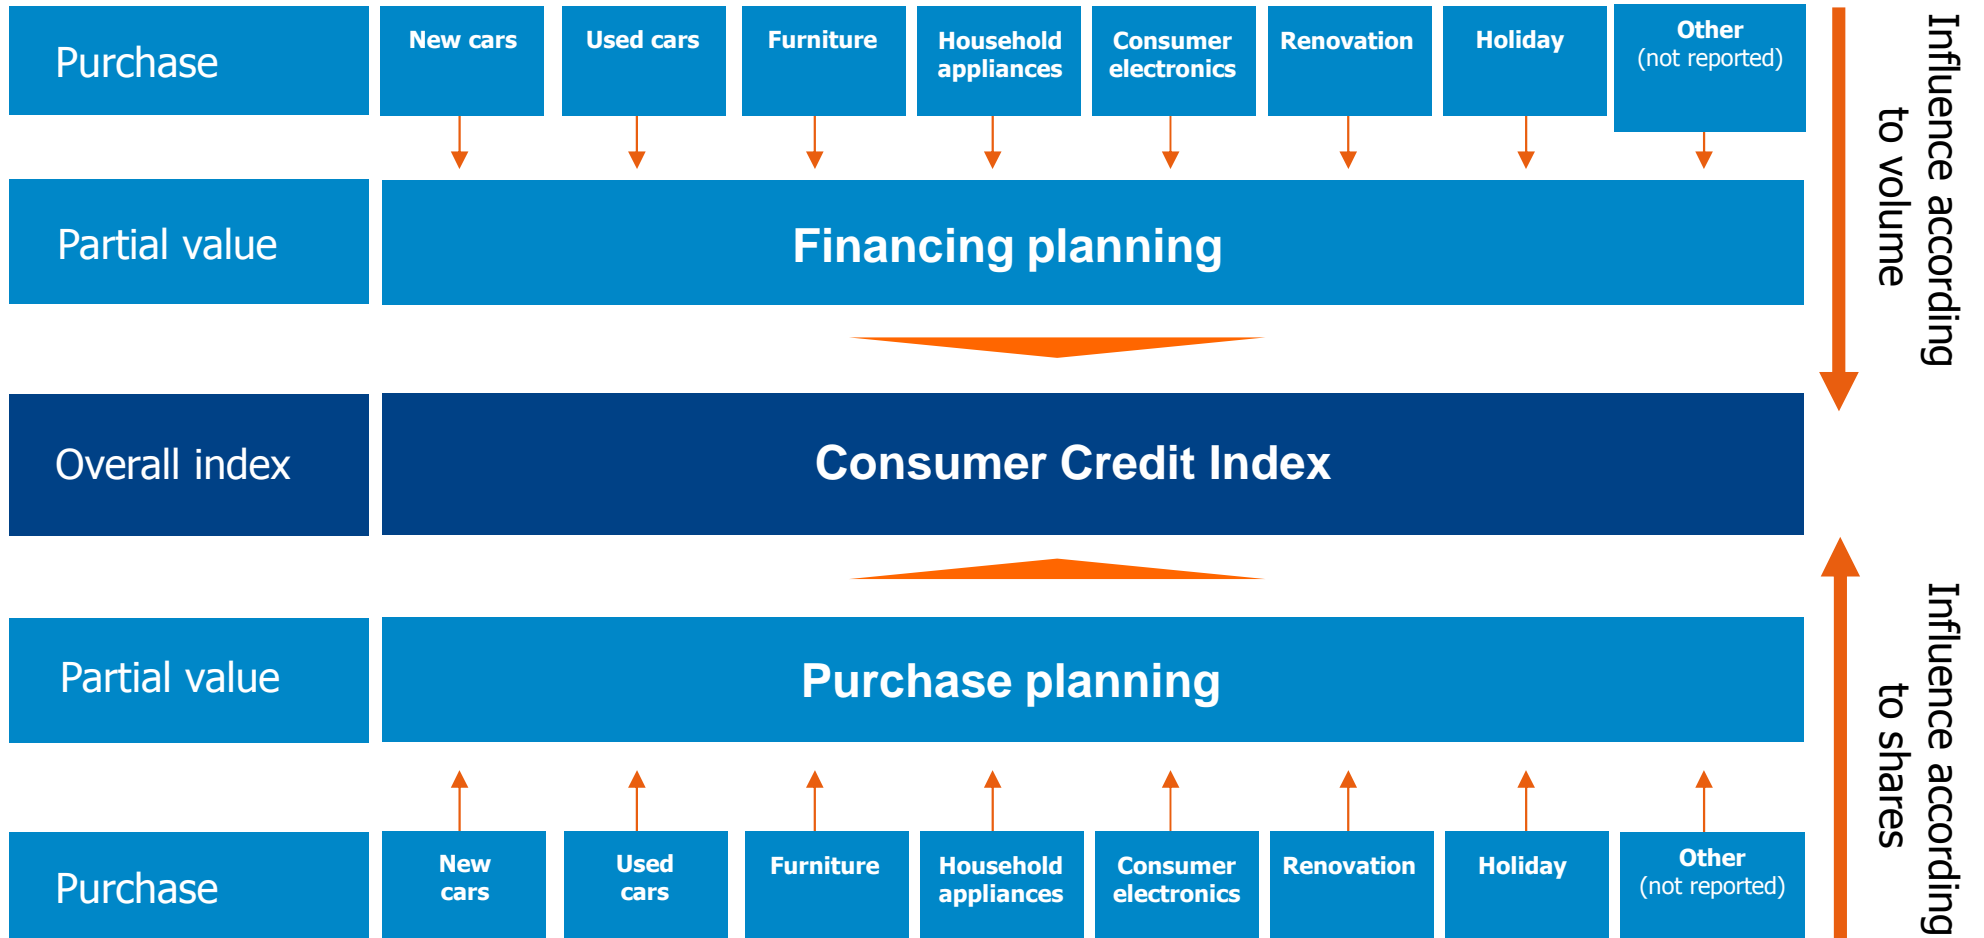 Purchase
New cars
Used cars
Furniture
Household
appliances
Consumer
electronics
Renovation
Holiday
Other
(not reported)
Influence according
to volume
Partial value
Financing planning
Overall index
Consumer Credit Index
Partial value
Purchase planning
Influence according
to shares
Purchase
New
cars
Used
cars
Furniture
Household
appliances
Consumer
electronics
Renovation
Holiday
Other
(not reported)